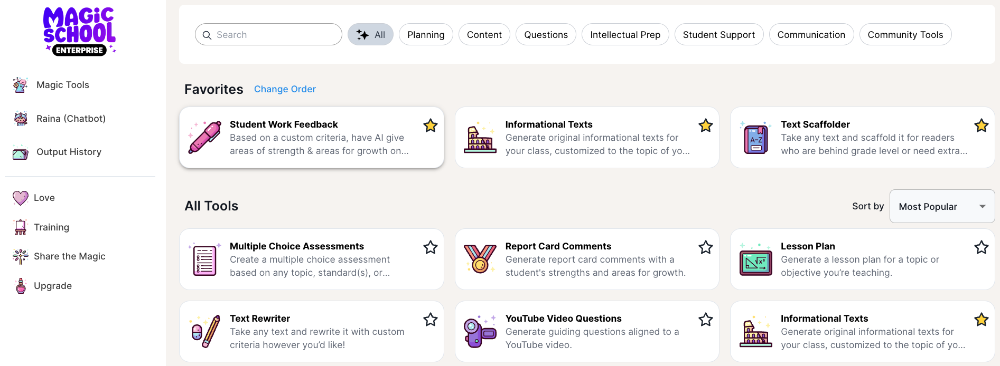 MAGIC
SCHOOL
ENTERPRISE
Magic Tools
Raina (Chatbot)
Output History
Love
Training
Share the Magic
Upgrade
Search
All
Planning
Content
Questions
Intellectual Prep
Student Support
Communication
Community Tools
Favorites
Change Order
Student Work Feedback
Based on a custom criteria, have AI give
areas of strength & areas for growth on...
Informational Texts
Generate original informational texts for
your class, customized to the topic of yo...
Text Scaffolder
Take any text and scaffold it for readers
who are behind grade level or need extra...
All Tools
Sort by
Most Popular
Multiple Choice Assessments
Create a multiple choice assessment
based on any topic, standard(s), or...
Report Card Comments
Generate report card comments with a
student's strengths and areas for growth.
Lesson Plan
Generate a lesson plan for a topic or
objective you’re teaching.
Text Rewriter
Take any text and rewrite it with custom
criteria however you’d like!
YouTube Video Questions
Generate guiding questions aligned to a
YouTube video.
Informational Texts
Generate original informational texts for
your class, customized to the topic of yo...
A-Z